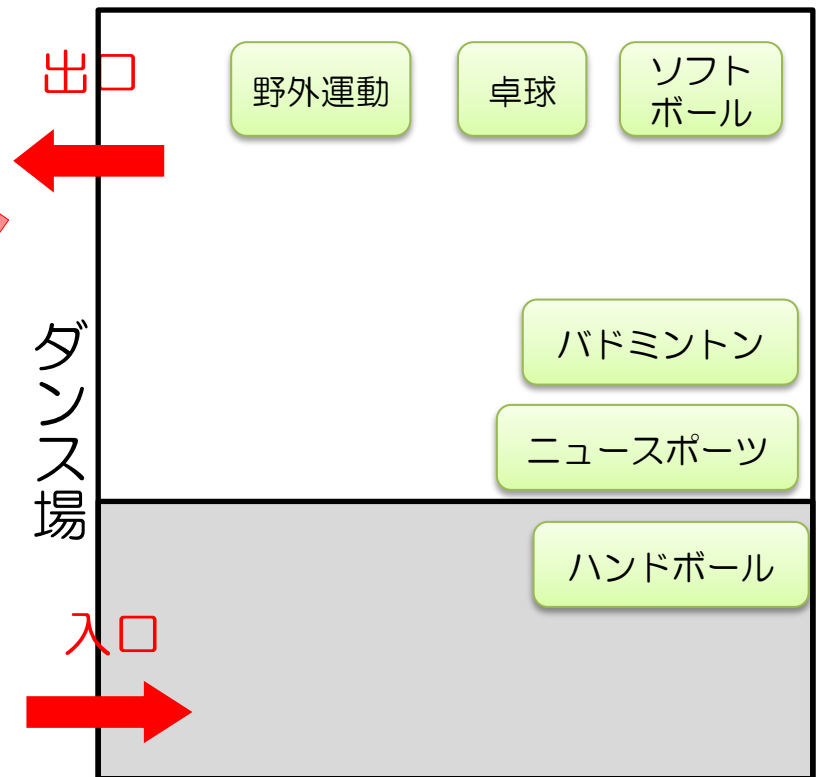 出口
野外運動
卓球
ソフト
ボール
バドミントン
ニュースポーツ
ダンス場
ハンドボール
入口